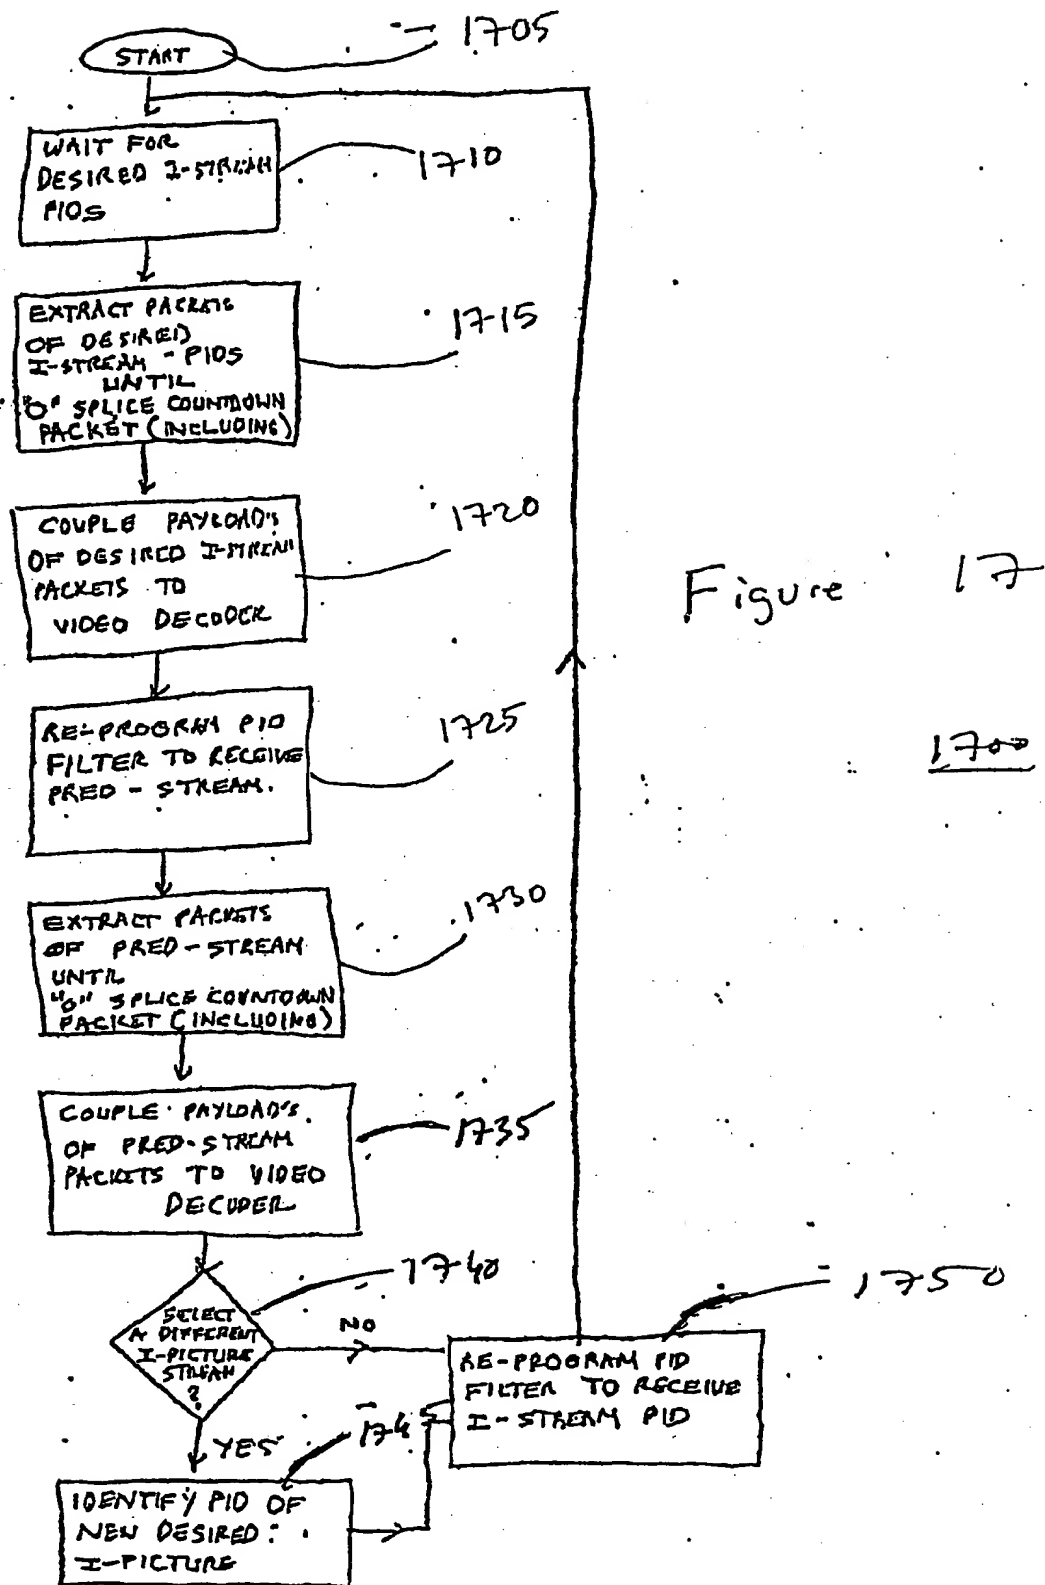 START
1705
WAIT FOR
DESIRED I-STREAM
PIDS
1710
EXTRACT PACKETS
OF DESIRED
I-STREAM - PIDS
UNTIL
"0" SPLICE COUNTDOWN
PACKET (INCLUDING)
1715
COUPLE PAYLOAD'S
OF DESIRED I-STREAM
PACKETS TO
VIDEO DECODER
1720
Figure 17
1700
RE-PROGRAM PID
FILTER TO RECEIVE
PRED - STREAM.
1725
EXTRACT PACKETS
OF PRED - STREAM
UNTIL
"0" SPLICE COUNTDOWN
PACKET (INCLUDING)
1730
COUPLE PAYLOAD'S
OF PRED-STREAM
PACKETS TO VIDEO
DECODER
1735
SELECT
A DIFFERENT
I-PICTURE
STREAM
?
1740
NO
YES
RE-PROGRAM PID
FILTER TO RECEIVE
I-STREAM PID
1750
IDENTIFY PID OF
NEW DESIRED
I-PICTURE